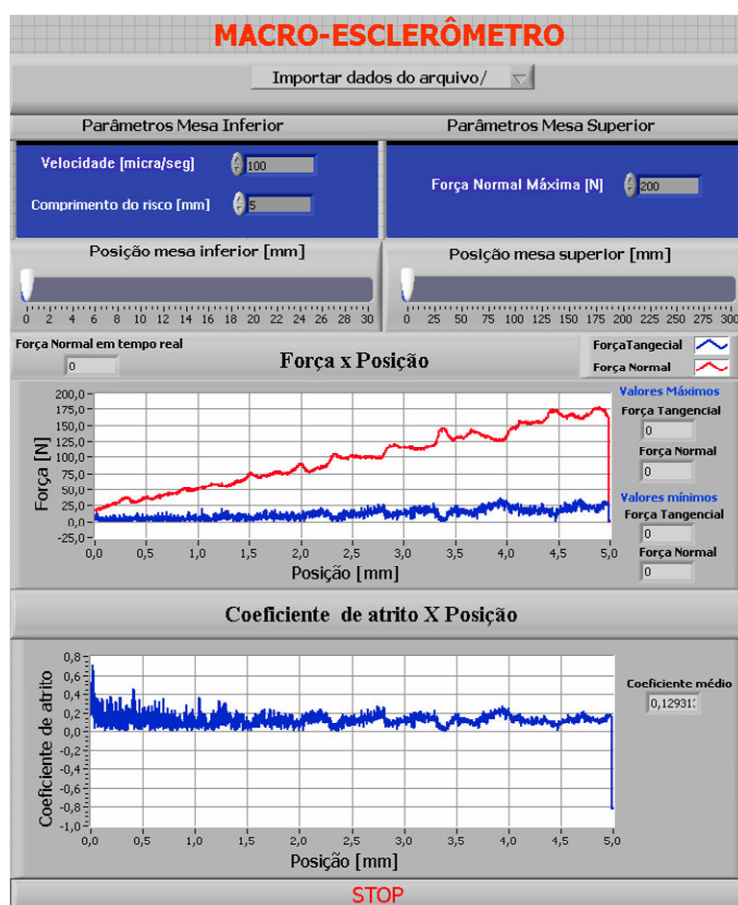 MACRO-ESCLERÔMETRO
Importar dados do arquivo/
Parâmetros Mesa Inferior
Parâmetros Mesa Superior
Velocidade [micra/seg] 100
Comprimento do risco [mm] 5
Força Normal Máxima [N] 200
Posição mesa inferior [mm]
Posição mesa superior [mm]
0 2 4 6 8 10 12 14 16 18 20 22 24 26 28 30
0 25 50 75 100 125 150 175 200 225 250 275 300
Força Normal em tempo real
0
Força x Posição
ForçaTangecial
Força Normal
200,0
175,0
150,0
125,0
100,0
75,0
50,0
25,0
0,0
-25,0
Força [N]
0,0 0,5 1,0 1,5 2,0 2,5 3,0 3,5 4,0 4,5 5,0
Posição [mm]
Valores Máximos
Força Tangencial
0
Força Normal
0
Valores mínimos
Força Tangencial
0
Força Normal
0
Coeficiente de atrito X Posição
0,8
0,6
0,4
0,2
0,0
-0,2
-0,4
-0,6
-0,8
-1,0
Coeficiente de atrito
0,0 0,5 1,0 1,5 2,0 2,5 3,0 3,5 4,0 4,5 5,0
Posição [mm]
Coeficiente médio
STOP